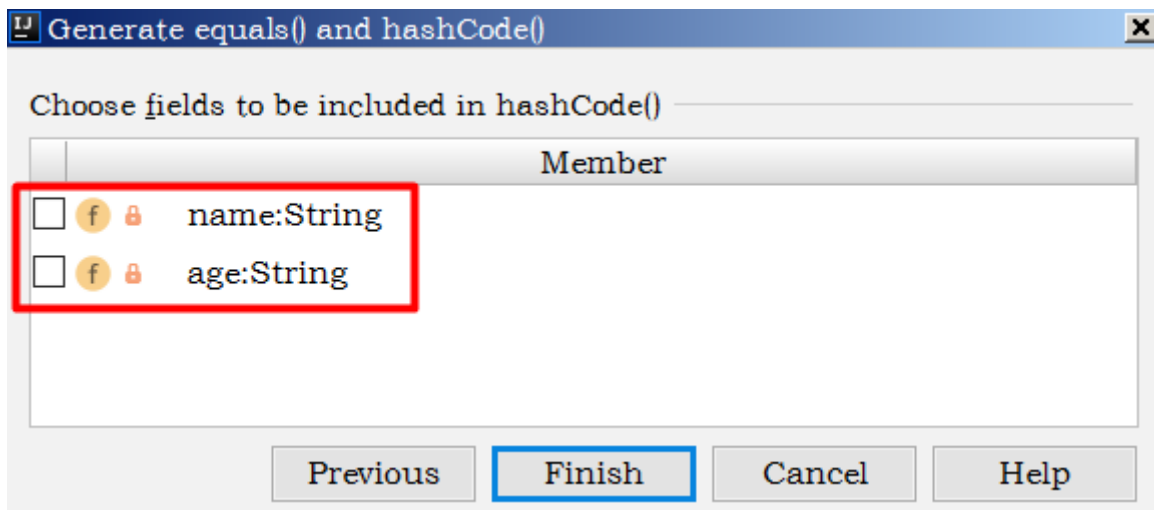 IJ Generate equals() and hashCode()
Choose fields to be included in hashCode()
Member
f name:String
f age:String
Previous Finish Cancel Help